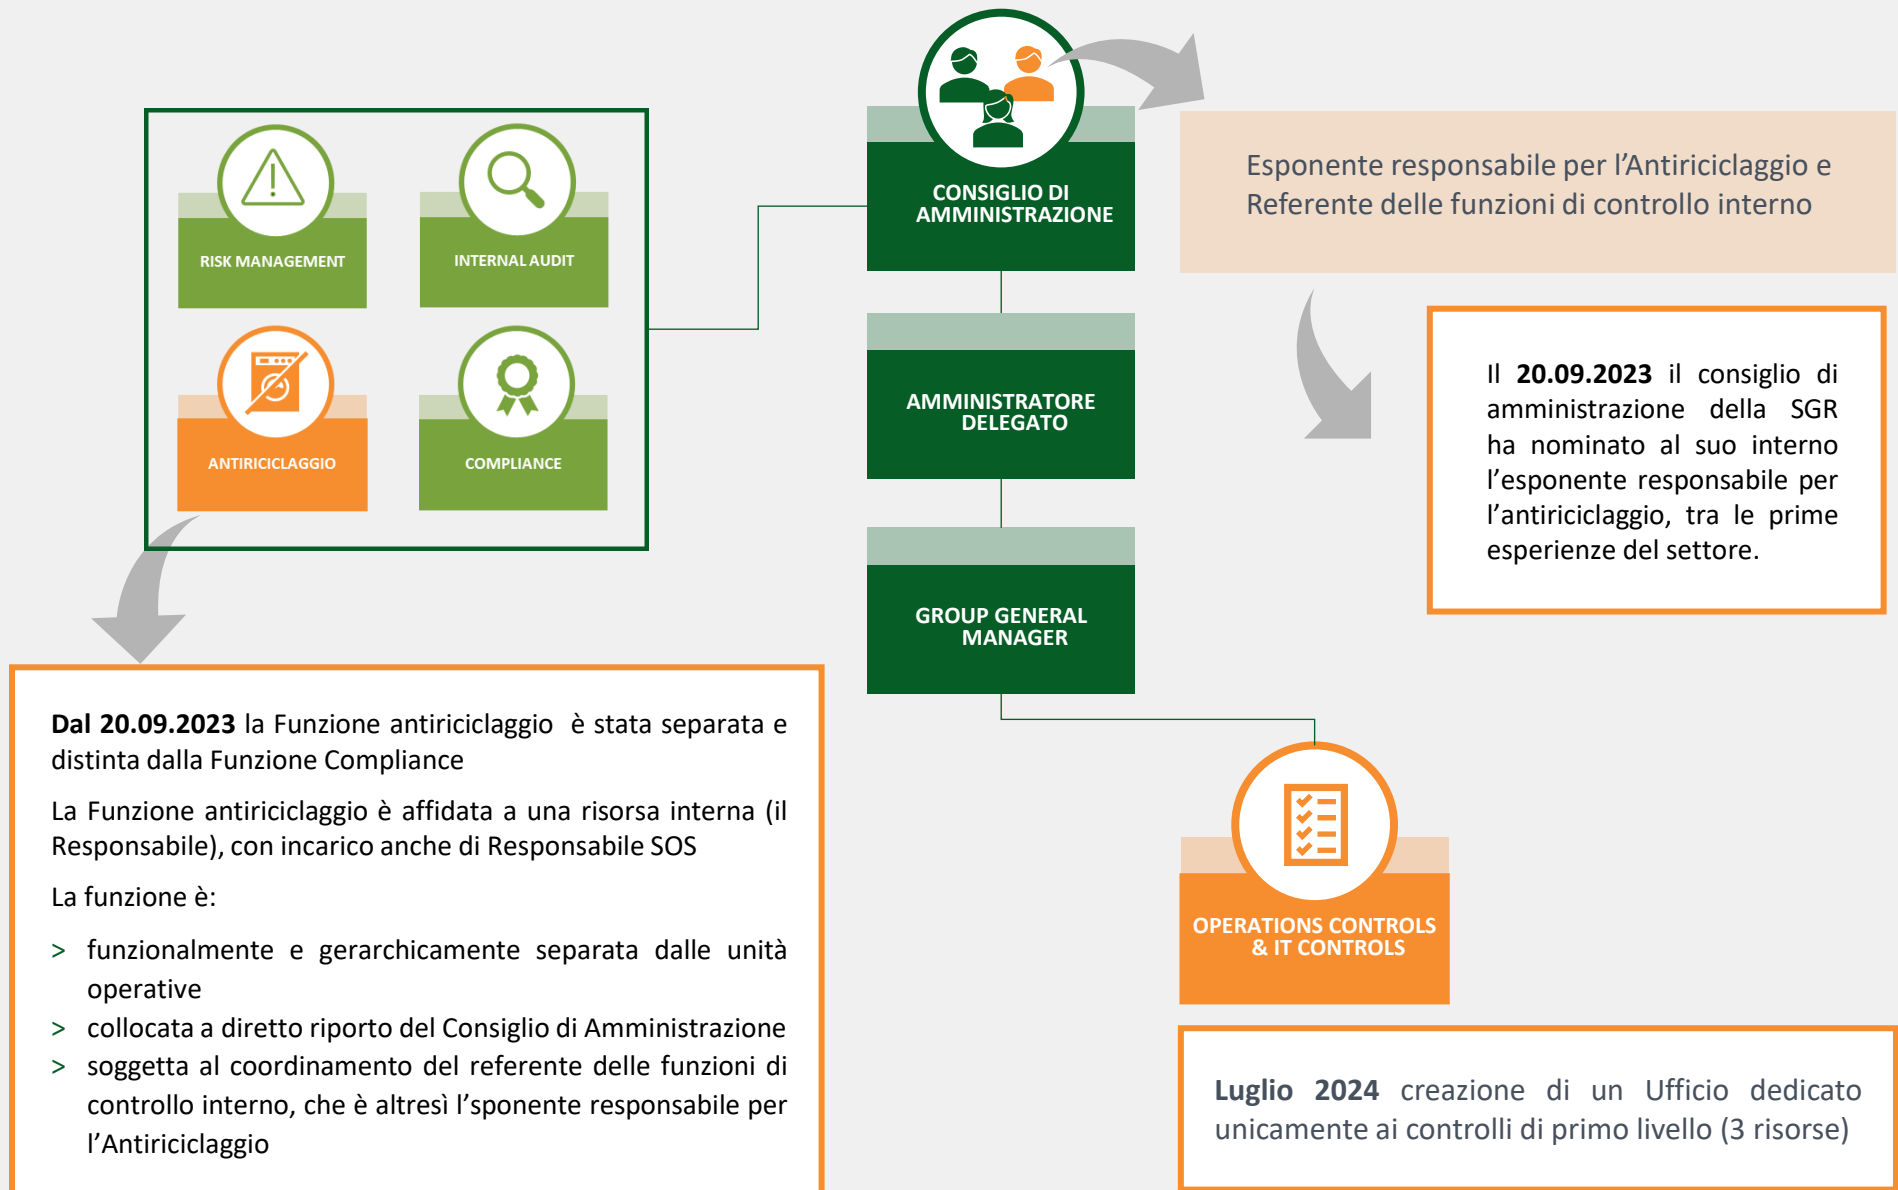 CONSIGLIO DI
AMMINISTRAZIONE
Esponente responsabile per l'Antiriciclaggio e
Referente delle funzioni di controllo interno
RISK MANAGEMENT
INTERNAL AUDIT
ANTIRICICLAGGIO
COMPLIANCE
AMMINISTRATORE
DELEGATO
Il 20.09.2023 il consiglio di
amministrazione della SGR
ha nominato al suo interno
l'esponente responsabile per
l'antiriciclaggio, tra le prime
esperienze del settore.
GROUP GENERAL
MANAGER
Dal 20.09.2023 la Funzione antiriciclaggio è stata separata e
distinta dalla Funzione Compliance
La Funzione antiriciclaggio è affidata a una risorsa interna (il
Responsabile), con incarico anche di Responsabile SOS
La funzione è:
> funzionalmente e gerarchicamente separata dalle unità
operative
> collocata a diretto riporto del Consiglio di Amministrazione
> soggetta al coordinamento del referente delle funzioni di
controllo interno, che è altresì l'sponente responsabile per
l'Antiriciclaggio
OPERATIONS CONTROLS
& IT CONTROLS
Luglio 2024 creazione di un Ufficio dedicato
unicamente ai controlli di primo livello (3 risorse)